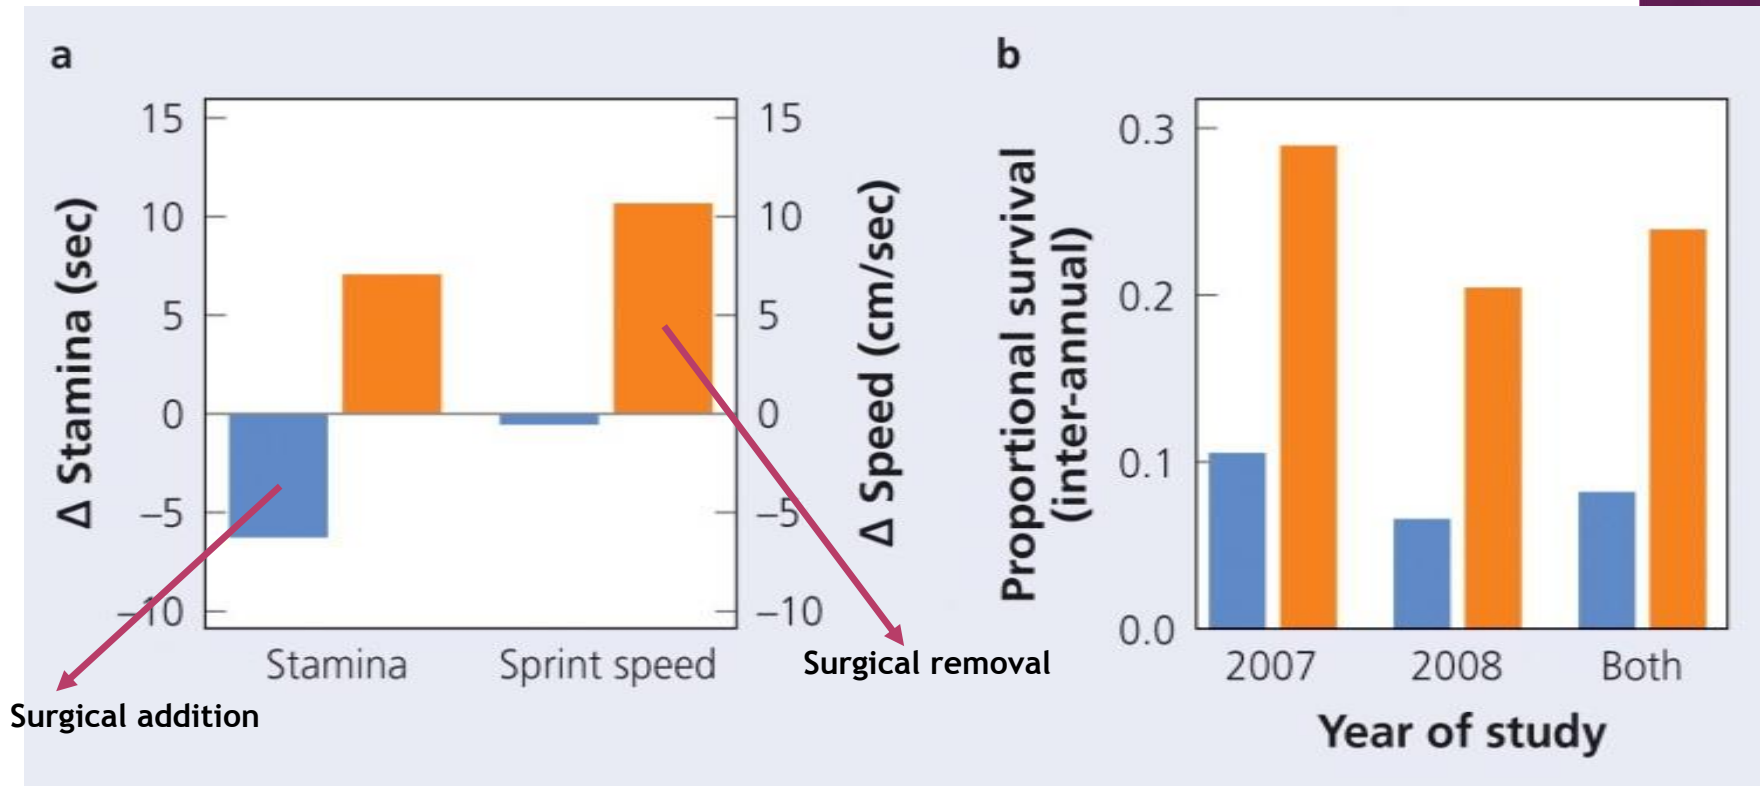 a
15
10
5
0
–5
–10
Δ Stamina (sec)
15
10
5
0
–5
–10
Δ Speed (cm/sec)
Stamina
Sprint speed
Surgical addition
Surgical removal
b
0.3
0.2
0.1
0.0
Proportional survival
(inter-annual)
2007
2008
Both
Year of study